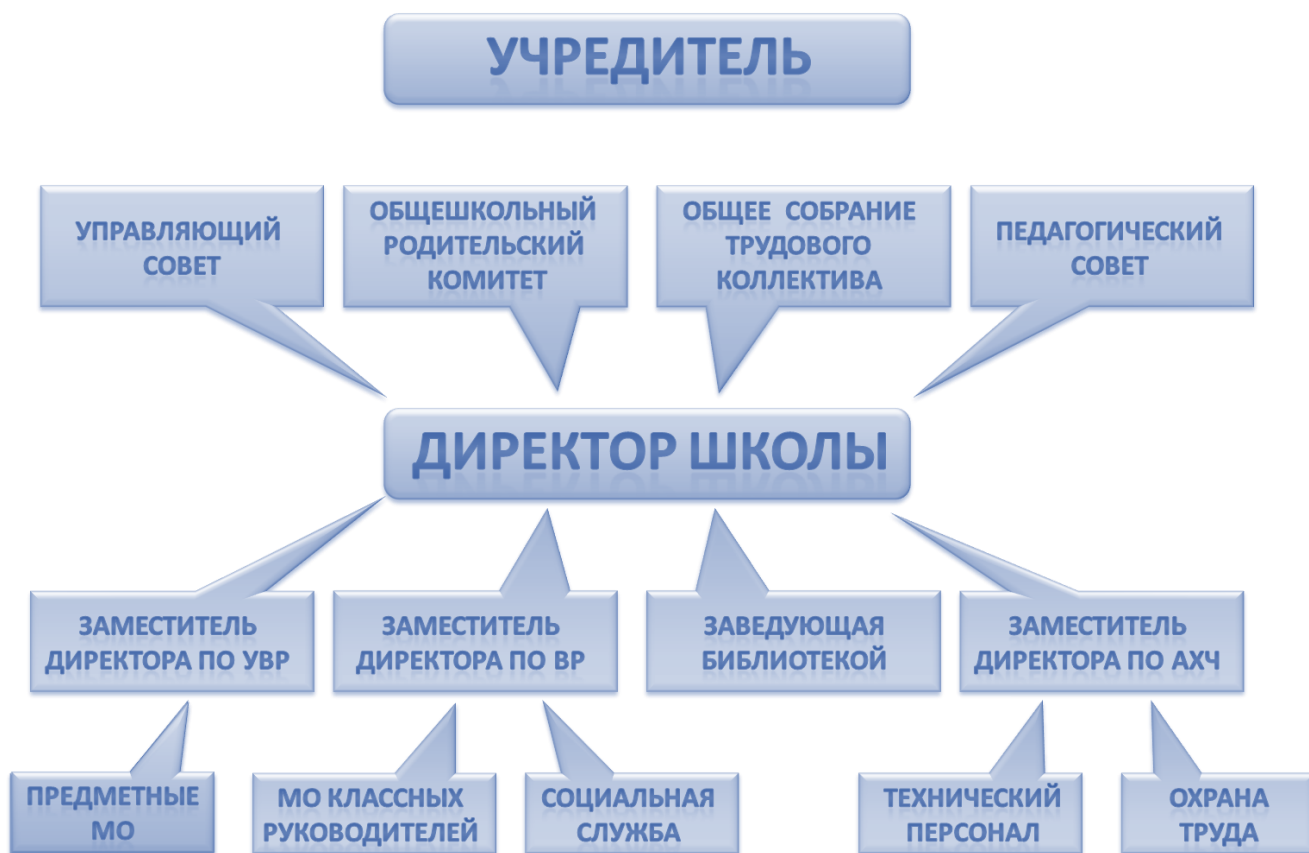 УЧРЕДИТЕЛЬ
УПРАВЛЯЮЩИЙ
СОВЕТ
ОБЩЕШКОЛЬНЫЙ
РОДИТЕЛЬСКИЙ
КОМИТЕТ
ОБЩЕЕ СОБРАНИЕ
ТРУДОВОГО
КОЛЛЕКТИВА
ПЕДАГОГИЧЕСКИЙ
СОВЕТ
ДИРЕКТОР ШКОЛЫ
ЗАМЕСТИТЕЛЬ
ДИРЕКТОРА ПО УВР
ЗАМЕСТИТЕЛЬ
ДИРЕКТОРА ПО ВР
ЗАВЕДУЮЩАЯ
БИБЛИОТЕКОЙ
ЗАМЕСТИТЕЛЬ
ДИРЕКТОРА ПО АХЧ
ПРЕДМЕТНЫЕ
МО
МО КЛАССНЫХ
РУКОВОДИТЕЛЕЙ
СОЦИАЛЬНАЯ
СЛУЖБА
ТЕХНИЧЕСКИЙ
ПЕРСОНАЛ
ОХРАНА
ТРУДА